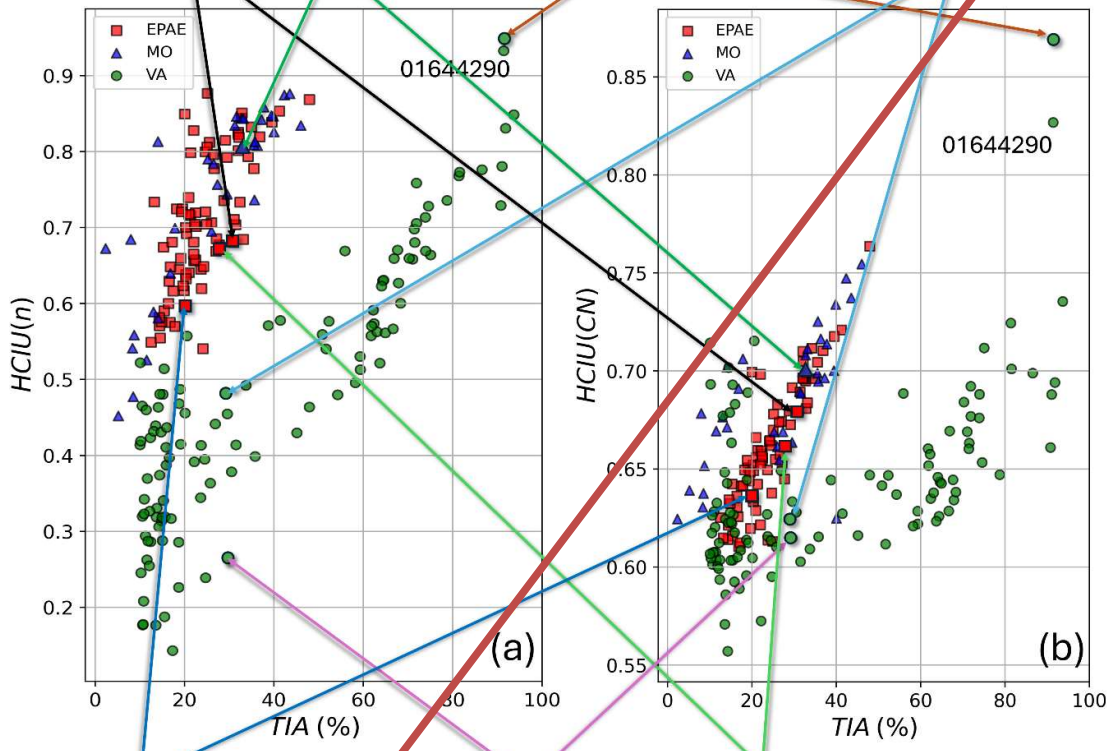 EPAE
MO
VA
01644290
0.9
0.8
0.7
0.6
0.5
0.4
0.3
0.2
HCIU(n)
0 20 40 60 80 100
TIA (%)
(a)
EPAE
MO
VA
01644290
0.85
0.80
0.75
0.70
0.65
0.60
0.55
HCIU(CN)
0 20 40 60 80 100
TIA (%)
(b)